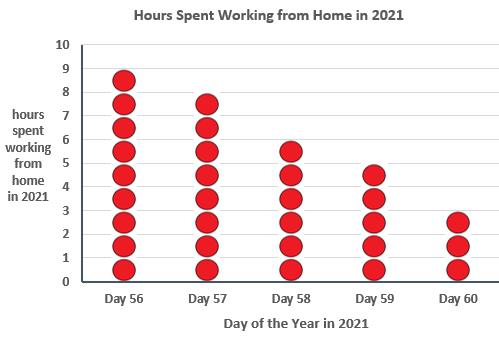 Hours Spent Working from Home in 2021
10
9
8
7
6
5
4
3
2
1
0
hours
spent
working
from
home
in 2021
Day 56 Day 57 Day 58 Day 59 Day 60
Day of the Year in 2021